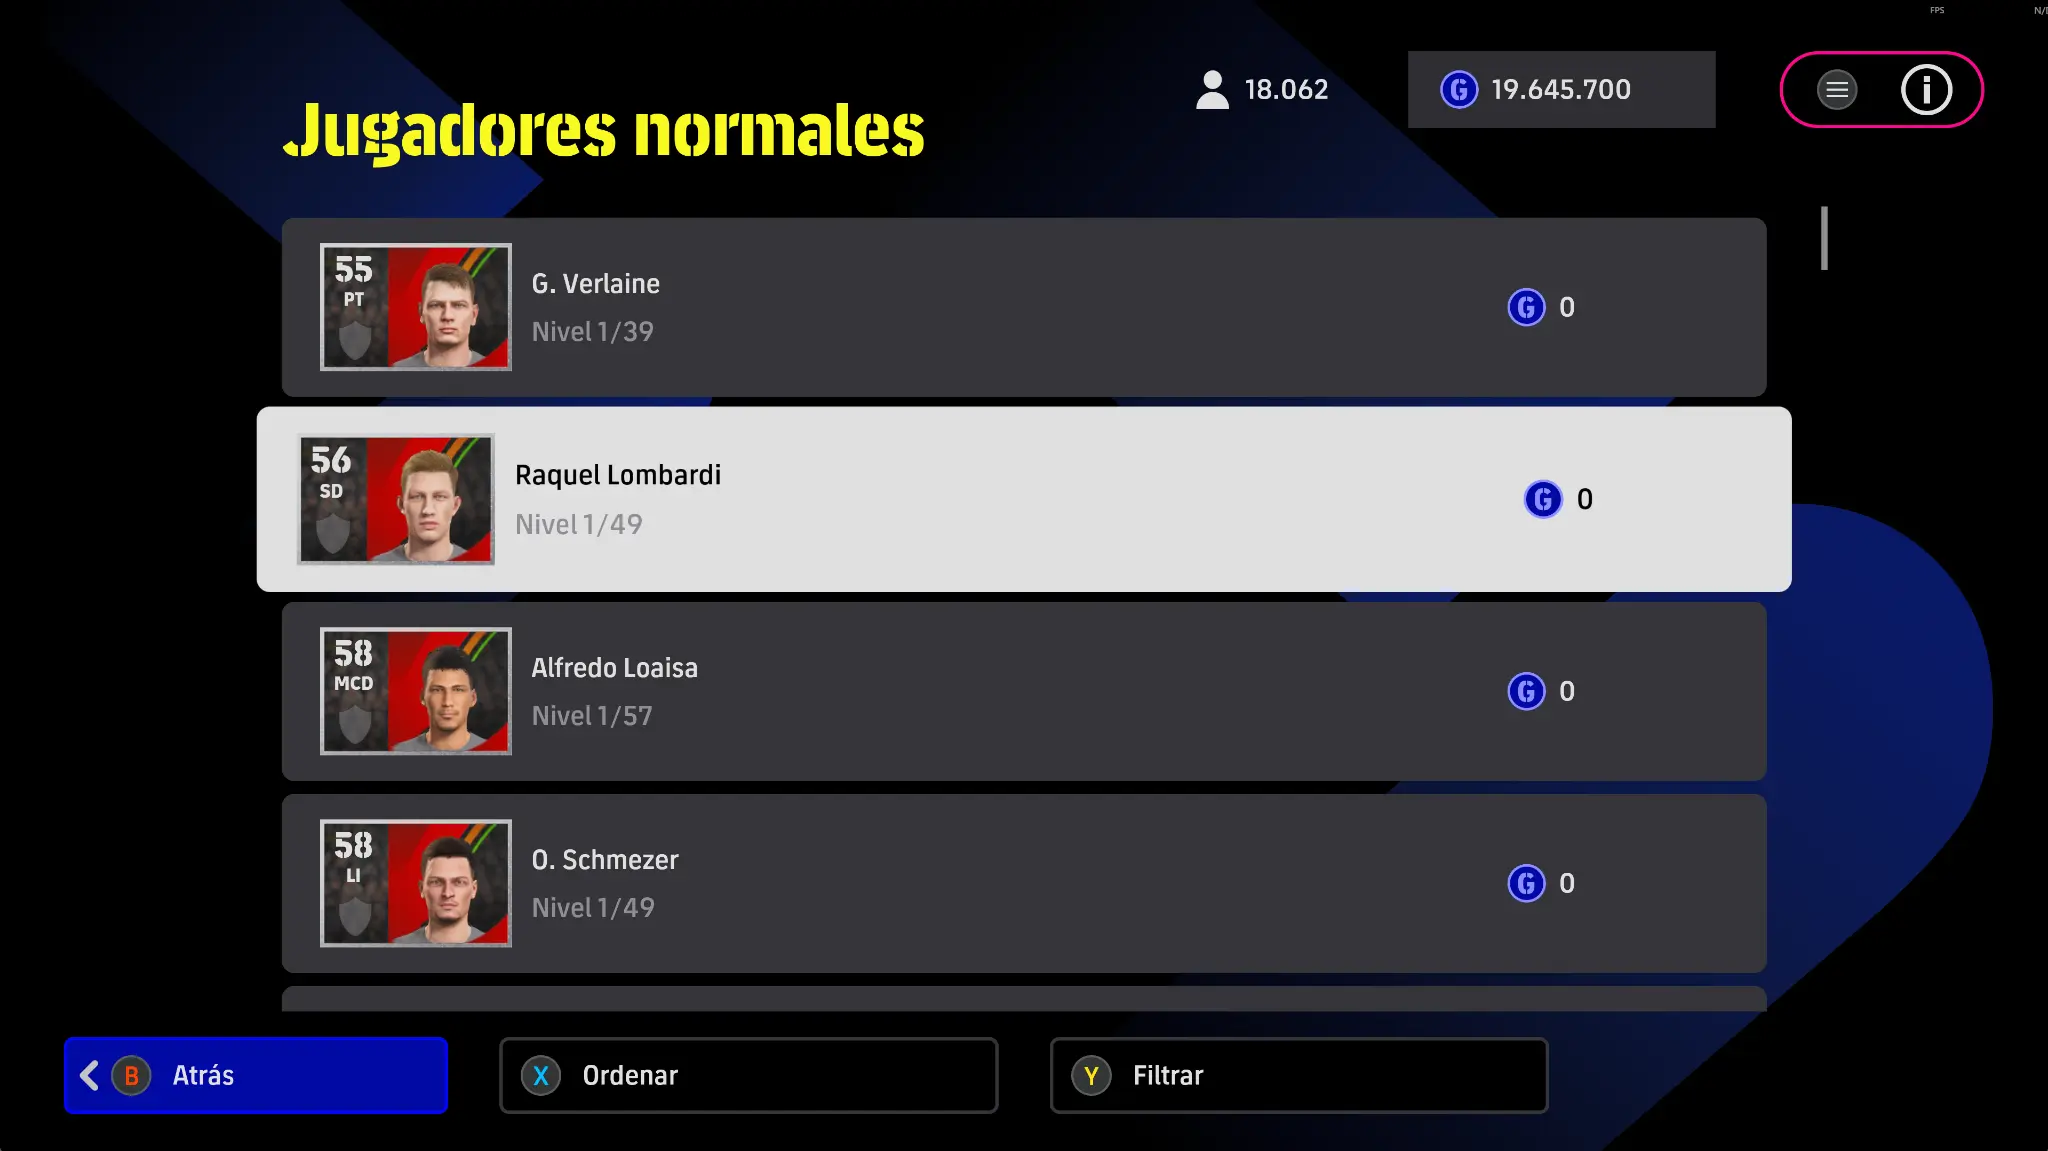 FPS
N/
18.062
G 19.645.700
Jugadores normales
55
PT
G. Verlaine
Nivel 1/39
G 0
56
SD
Raquel Lombardi
Nivel 1/49
G 0
58
MCD
Alfredo Loaisa
Nivel 1/57
G 0
58
LI
O. Schmezer
Nivel 1/49
G 0
B Atrás
X Ordenar
Y Filtrar